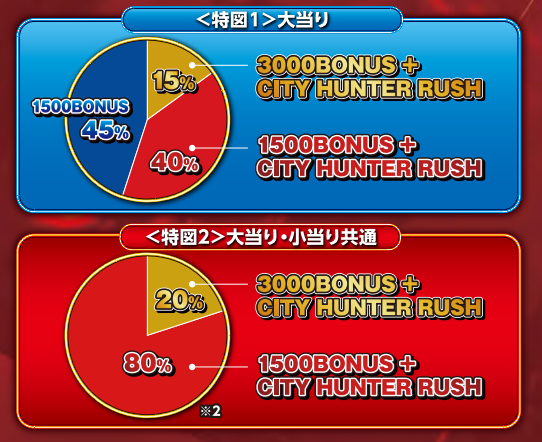 <特図1>大当り
15%
3000BONUS +
CITY HUNTER RUSH
1500BONUS
45%
40%
1500BONUS +
CITY HUNTER RUSH
<特図2>大当り・小当り共通
20%
3000BONUS +
CITY HUNTER RUSH
80%
1500BONUS +
CITY HUNTER RUSH
※2